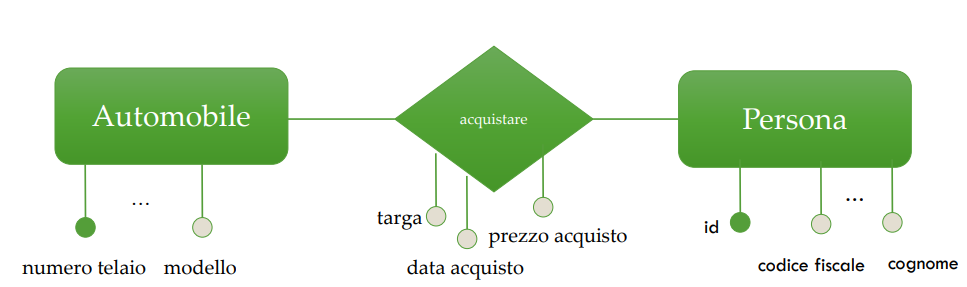 Automobile
acquistare
Persona
...
...
targa
id
prezzo acquisto
numero telaio
modello
data acquisto
codice fiscale
cognome